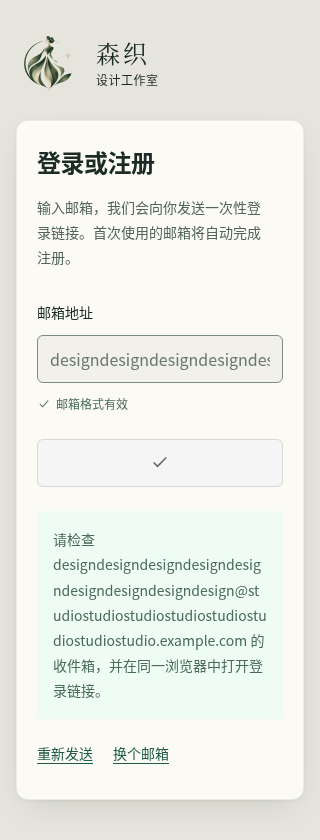 森织
设计工作室
登录或注册
输入邮箱，我们会向你发送一次性登
录链接。首次使用的邮箱将自动完成
注册。
邮箱地址
designdesigndesigndesigndes
邮箱格式有效
请检查
designdesigndesigndesigndesig
ndesigndesigndesigndesign@st
udiostudiostudiostudiostudiostu
diostudiostudio.example.com 的
收件箱，并在同一浏览器中打开登
录链接。
重新发送 换个邮箱